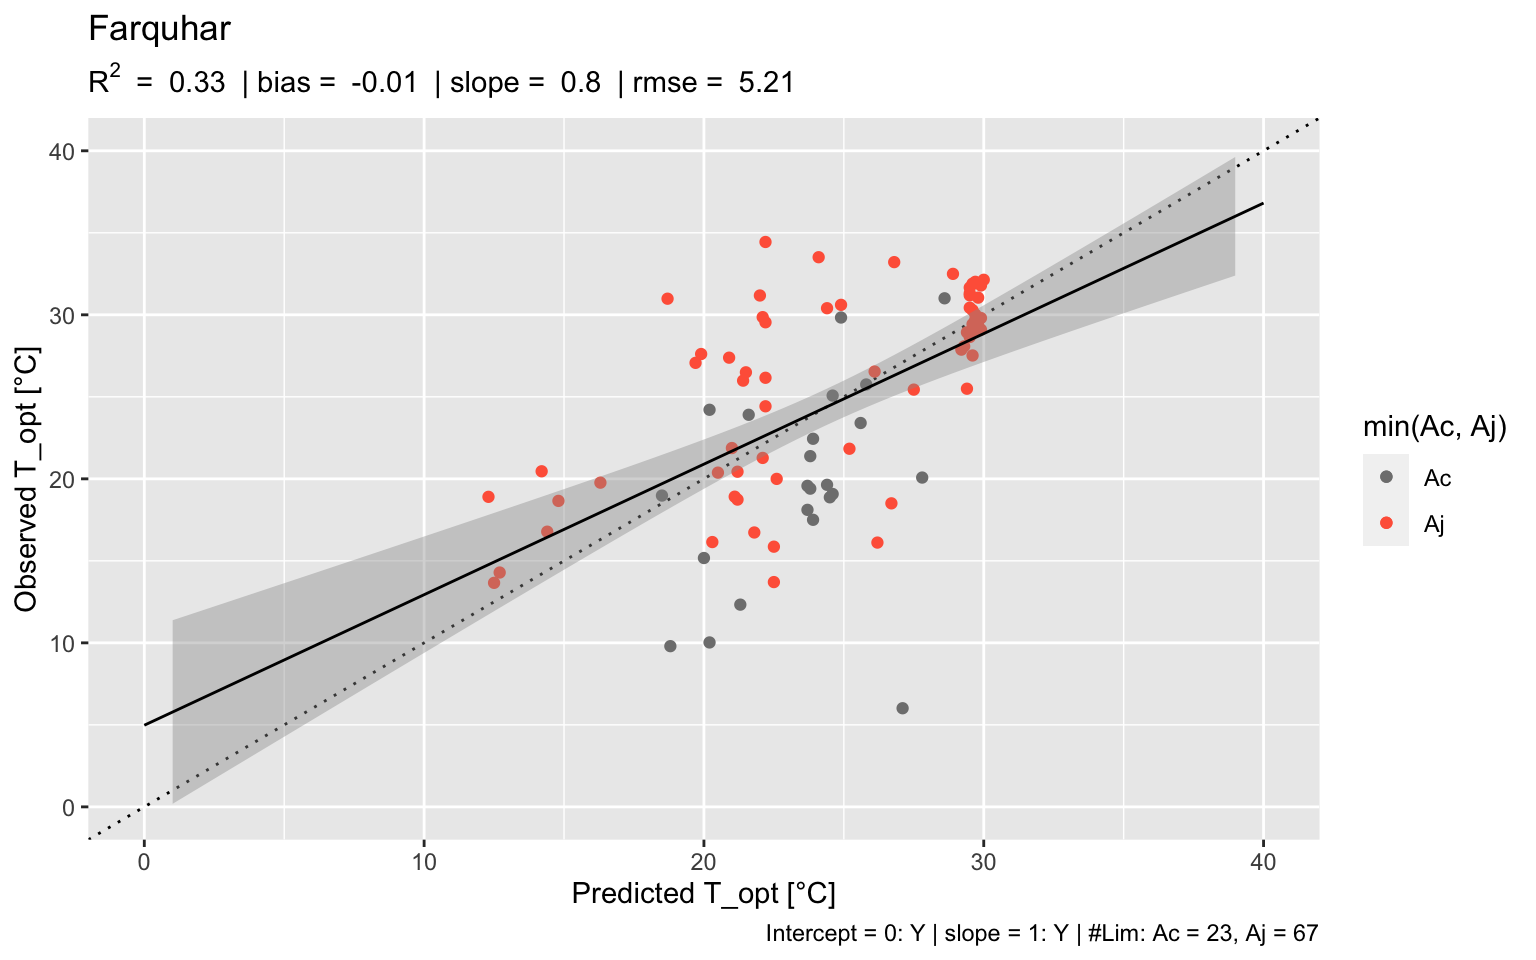 Farquhar
R² = 0.33 | bias = -0.01 | slope = 0.8 | rmse = 5.21
40
30
20
10
0
Observed T_opt [°C]
0 10 20 30 40
Predicted T_opt [°C]
min(Ac, Aj)
Ac
Aj
Intercept = 0: Y | slope = 1: Y | #Lim: Ac = 23, Aj = 67